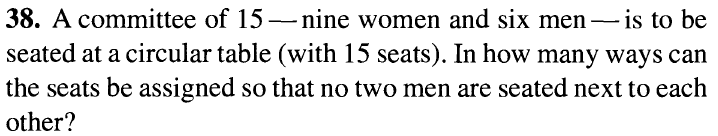 38. A committee of 15—nine women and six men—is to be
seated at a circular table (with 15 seats). In how many ways can
the seats be assigned so that no two men are seated next to each
other?